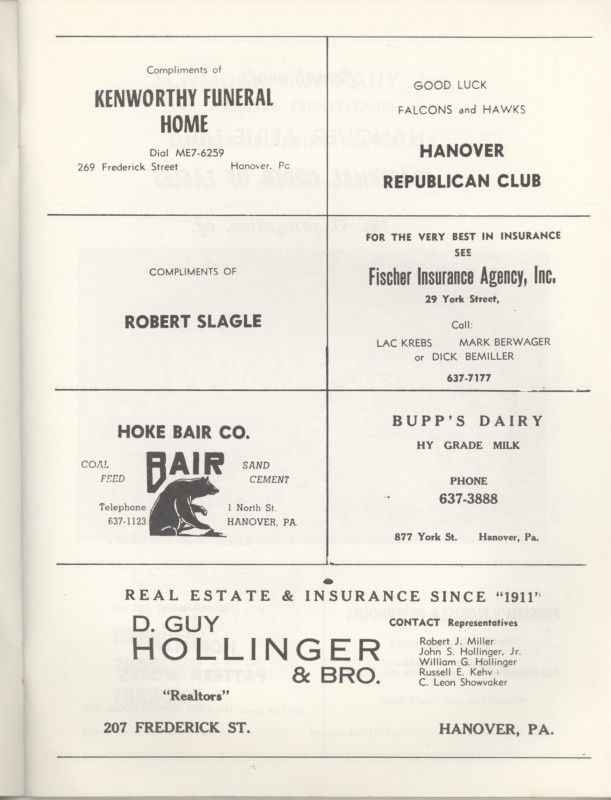 Compliments of
KENWORTHY FUNERAL
HOME
Dial ME7-6259
269 Frederick Street Hanover, Pa
GOOD LUCK
FALCONS and HAWKS
HANOVER
REPUBLICAN CLUB
COMPLIMENTS OF
ROBERT SLAGLE
FOR THE VERY BEST IN INSURANCE
SEE
Fischer Insurance Agency, Inc.
29 York Street,
Call:
LAC KREBS MARK BERWAGER
or DICK BEMILLER
637-7177
HOKE BAIR CO.
COAL
FEED
BAIR
SAND
CEMENT
Telephone
637-1123
1 North St.
HANOVER, PA.
BUPP'S DAIRY
HY GRADE MILK
PHONE
637-3888
877 York St. Hanover, Pa.
REAL ESTATE & INSURANCE SINCE "1911"
D. GUY
HOLLINGER
& BRO.
"Realtors"
207 FREDERICK ST.
CONTACT Representatives
Robert J. Miller
John S. Hollinger, Jr.
William G. Hollinger
Russell E. Kehr
C. Leon Showvaker
HANOVER, PA.